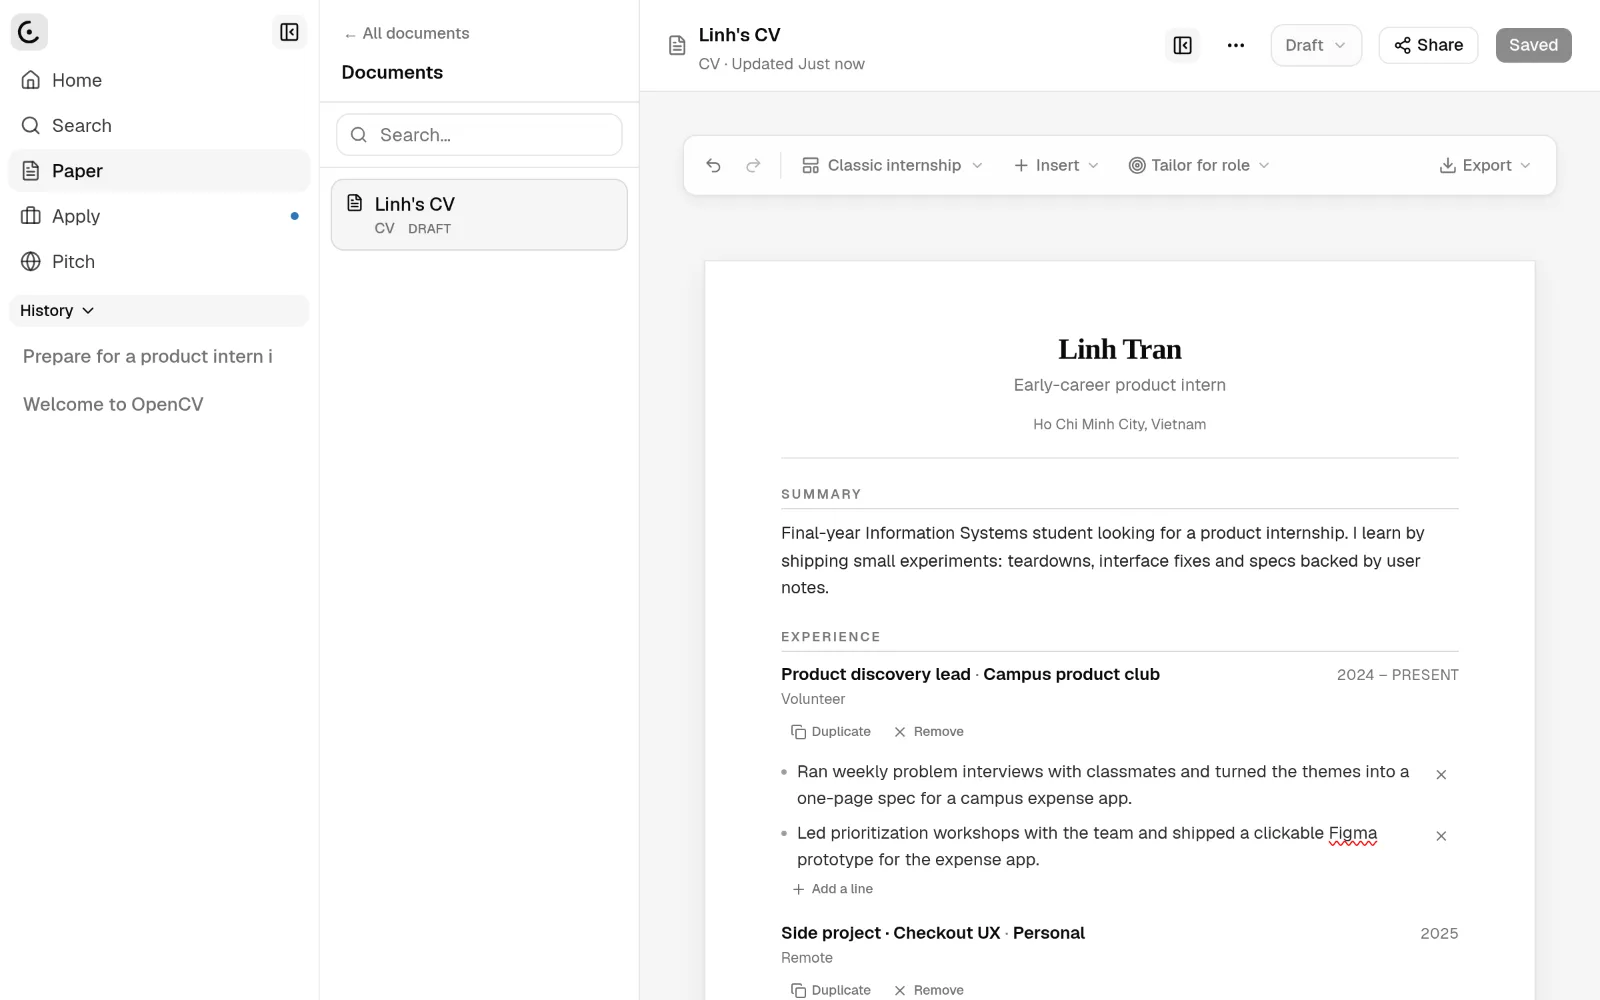 Home
Search
Paper
Apply
Pitch
History
Prepare for a product intern i
Welcome to OpenCV
← All documents
Documents
Search...
Linh's CV
CV DRAFT
Linh's CV
CV · Updated Just now
Draft
Share
Saved
Classic internship
Insert
Tailor for role
Export
Linh Tran
Early-career product intern
Ho Chi Minh City, Vietnam
SUMMARY
Final-year Information Systems student looking for a product internship. I learn by
shipping small experiments: teardowns, interface fixes and specs backed by user
notes.
EXPERIENCE
Product discovery lead · Campus product club 2024 – PRESENT
Volunteer
Duplicate Remove
• Ran weekly problem interviews with classmates and turned the themes into a
one-page spec for a campus expense app.
• Led prioritization workshops with the team and shipped a clickable Figma
prototype for the expense app.
+ Add a line
Side project · Checkout UX · Personal 2025
Remote
Duplicate Remove